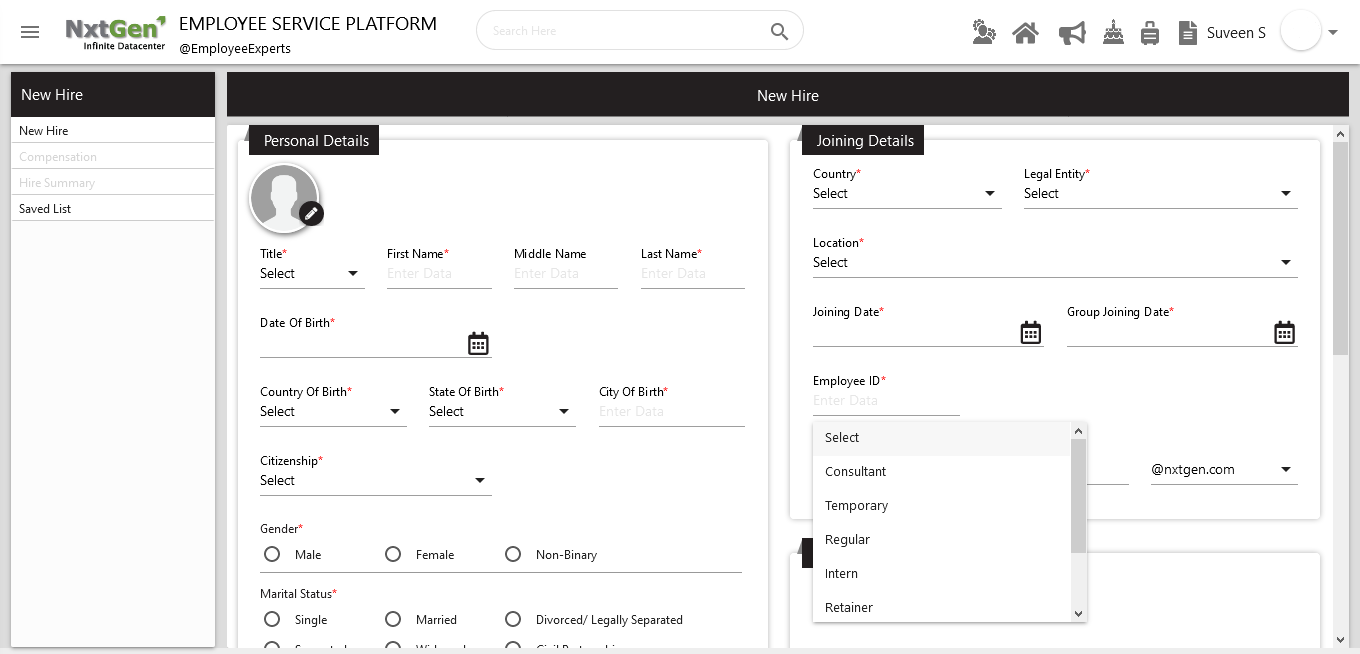 NxtGen
Infinite Datacenter
EMPLOYEE SERVICE PLATFORM
@EmployeeExperts
Search Here
Suveen S
New Hire
New Hire
Compensation
Hire Summary
Saved List
New Hire
Personal Details
Title*
Select
First Name*
Enter Data
Middle Name
Enter Data
Last Name*
Enter Data
Date Of Birth*
Country Of Birth*
Select
State Of Birth*
Select
City Of Birth*
Enter Data
Citizenship*
Select
Gender*
Male
Female
Non-Binary
Marital Status*
Single
Married
Divorced/ Legally Separated
Joining Details
Country*
Select
Legal Entity*
Select
Location*
Select
Joining Date*
Group Joining Date*
Employee ID*
Enter Data
Select
Consultant
Temporary
Regular
Intern
Retainer
@nxtgen.com